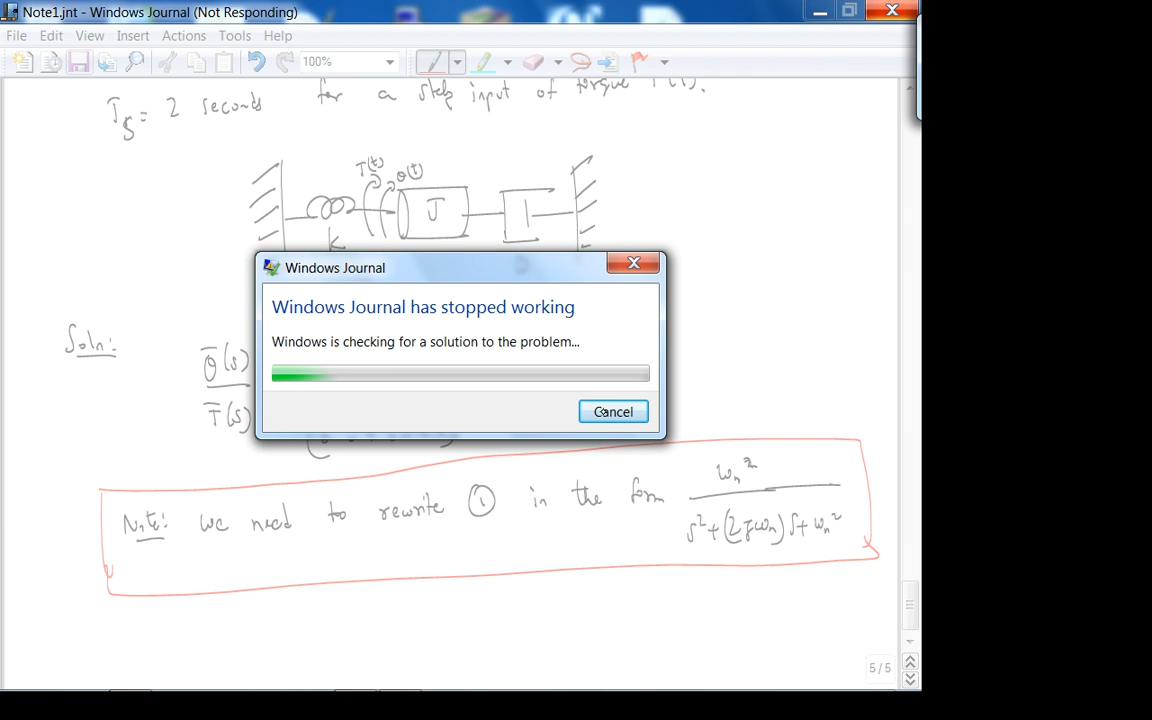 Note1.jnt - Windows Journal (Not Responding)
File Edit View Insert Actions Tools Help
100%
for a step input of torque T(t).
Ts = 2 seconds
T(t) θ(t)
J
K
Windows Journal
Windows Journal has stopped working
Windows is checking for a solution to the problem...
Cancel
Soln:
θ(s)
T(s)
Note: We need to rewrite ① in the form ωn² / s²+(2ζωn)s+ωn²
5/5